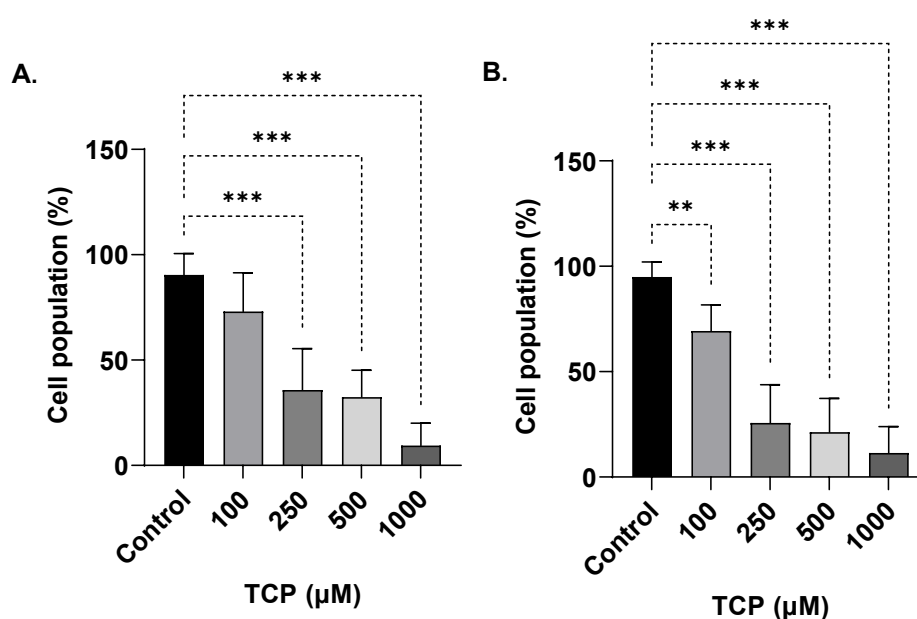 A.
***
***
***
Cell population (%)
150
100
50
0
Control
100
250
500
1000
TCP (μM)
B.
***
***
***
**
Cell population (%)
150
100
50
0
Control
100
250
500
1000
TCP (μM)